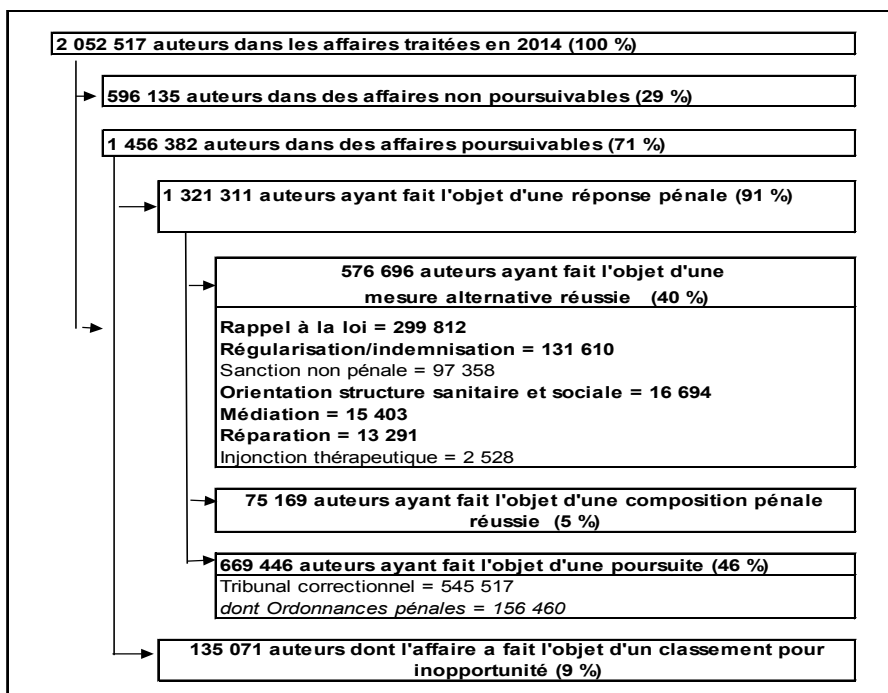 2 052 517 auteurs dans les affaires traitées en 2014 (100 %)
596 135 auteurs dans des affaires non poursuivables (29 %)
1 456 382 auteurs dans des affaires poursuivables (71 %)
1 321 311 auteurs ayant fait l'objet d'une réponse pénale (91 %)
576 696 auteurs ayant fait l'objet d'une
mesure alternative réussie (40 %)
Rappel à la loi = 299 812
Régularisation/indemnisation = 131 610
Sanction non pénale = 97 358
Orientation structure sanitaire et sociale = 16 694
Médiation = 15 403
Réparation = 13 291
Injonction thérapeutique = 2 528
75 169 auteurs ayant fait l'objet d'une composition pénale
réussie (5 %)
669 446 auteurs ayant fait l'objet d'une poursuite (46 %)
Tribunal correctionnel = 545 517
dont Ordonnances pénales = 156 460
135 071 auteurs dont l'affaire a fait l'objet d'un classement pour
inopportunité (9 %)